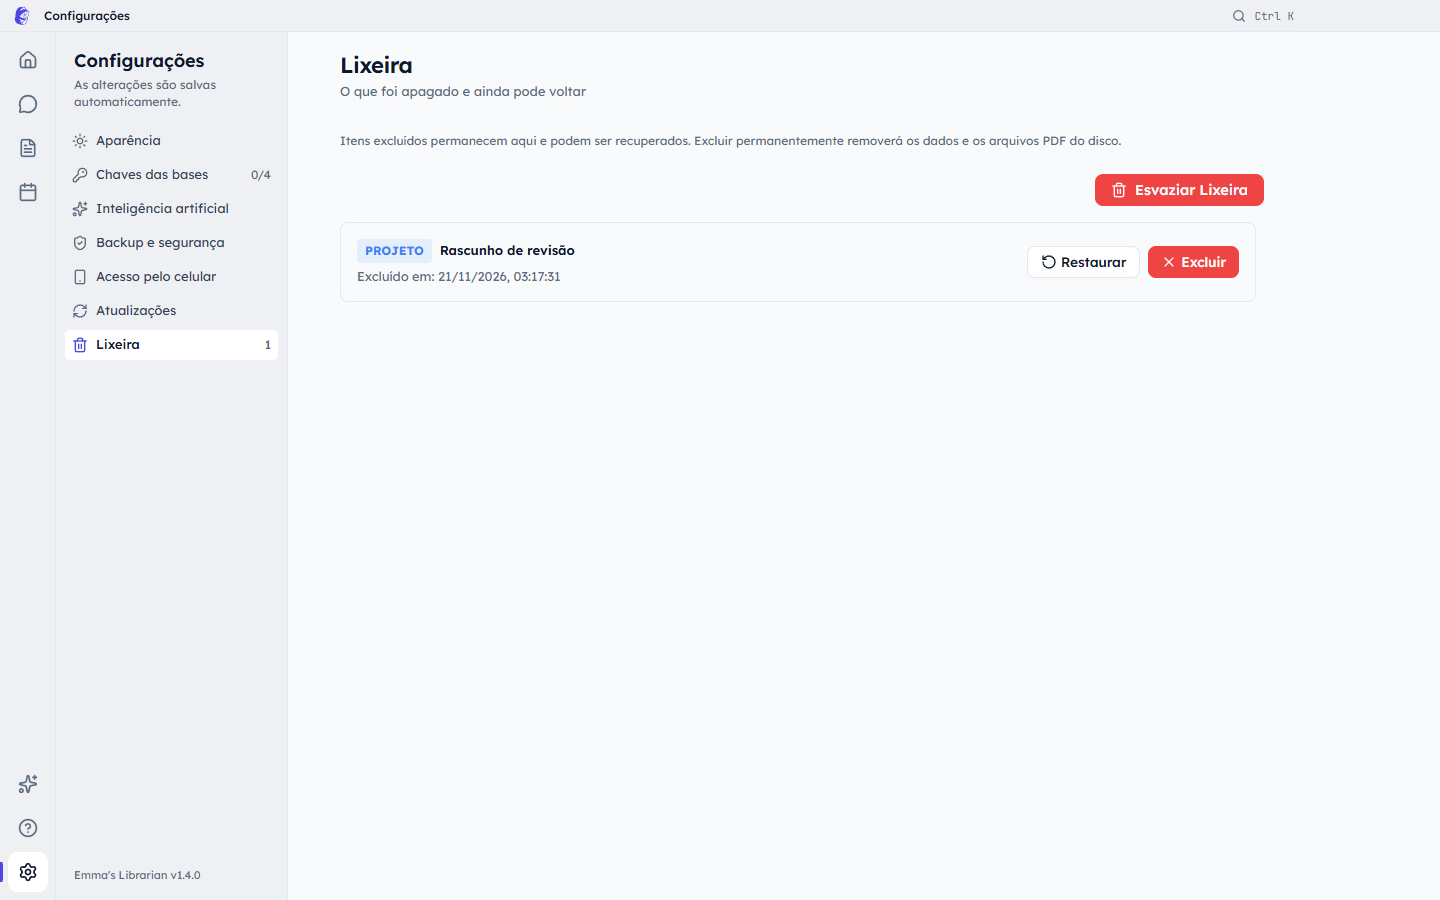 Configurações
Ctrl K
Configurações
As alterações são salvas
automaticamente.
Aparência
Chaves das bases 0/4
Inteligência artificial
Backup e segurança
Acesso pelo celular
Atualizações
Lixeira 1
Emma's Librarian v1.4.0
Lixeira
O que foi apagado e ainda pode voltar
Itens excluídos permanecem aqui e podem ser recuperados. Excluir permanentemente removerá os dados e os arquivos PDF do disco.
Esvaziar Lixeira
PROJETO Rascunho de revisão
Excluído em: 21/11/2026, 03:17:31
Restaurar
Excluir